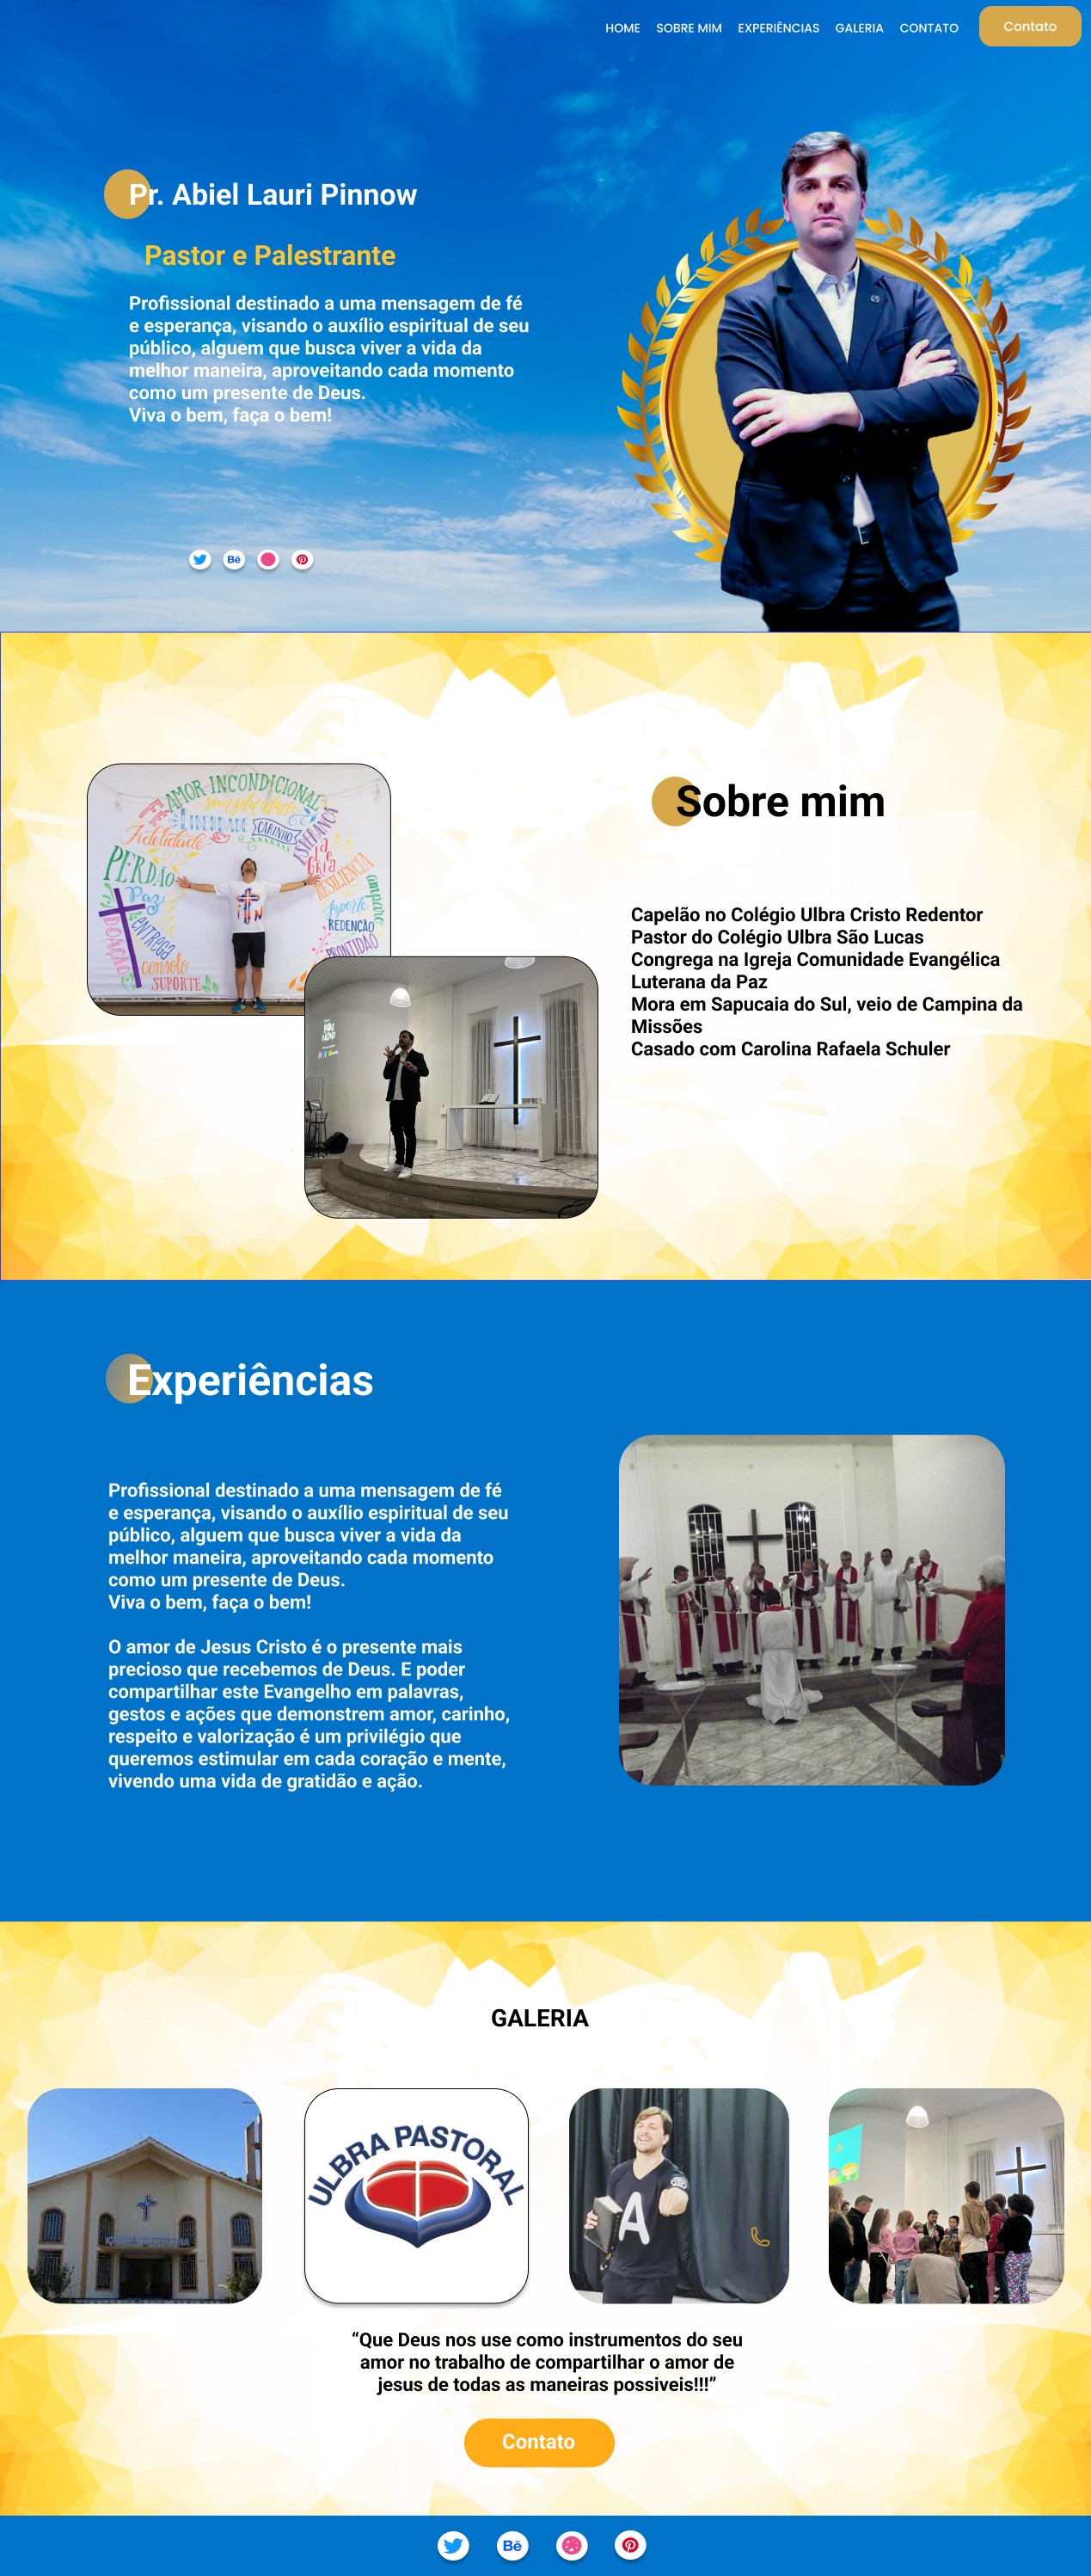 HOME SOBRE MIM EXPERIÊNCIAS GALERIA CONTATO Contato
Pr. Abiel Lauri Pinnow
Pastor e Palestrante
Profissional destinado a uma mensagem de fé
e esperança, visando o auxílio espiritual de seu
público, alguem que busca viver a vida da
melhor maneira, aproveitando cada momento
como um presente de Deus.
Viva o bem, faça o bem!
Bē
AMOR INCONDICIONAL
simplicidade
FÉ
LIBERDADE
CARINHO
ESPERANÇA
Fidelidade
ALEGRIA
RESILIENCIA
PERDÃO
Paz
amparo
Suporte
REDENÇÃO
PRONTIDÃO
DOAÇÃO
ENTREGA
consolo
SUPORTE
Sobre mim
Capelão no Colégio Ulbra Cristo Redentor
Pastor do Colégio Ulbra São Lucas
Congrega na Igreja Comunidade Evangélica
Luterana da Paz
Mora em Sapucaia do Sul, veio de Campina da
Missões
Casado com Carolina Rafaela Schuler
Experiências
Profissional destinado a uma mensagem de fé
e esperança, visando o auxílio espiritual de seu
público, alguem que busca viver a vida da
melhor maneira, aproveitando cada momento
como um presente de Deus.
Viva o bem, faça o bem!
O amor de Jesus Cristo é o presente mais
precioso que recebemos de Deus. E poder
compartilhar este Evangelho em palavras,
gestos e ações que demonstrem amor, carinho,
respeito e valorização é um privilégio que
queremos estimular em cada coração e mente,
vivendo uma vida de gratidão e ação.
GALERIA
ULBRA PASTORAL
A
“Que Deus nos use como instrumentos do seu
amor no trabalho de compartilhar o amor de
jesus de todas as maneiras possiveis!!!”
Contato
Bē